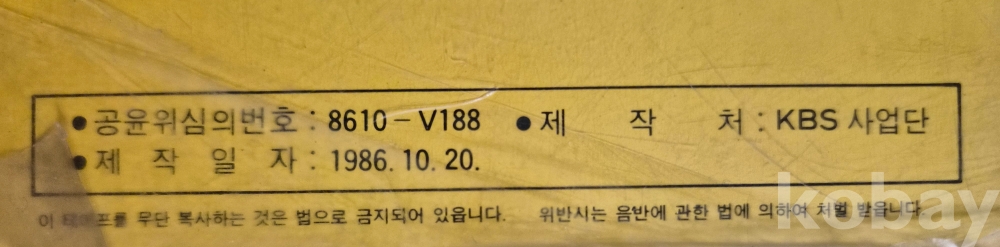 ● 공윤위심의번호 : 8610-V188 ● 제 작 처 : KBS 사업단
● 제 작 일 자 : 1986. 10. 20.
이 테이프를 무단 복사하는 것은 범으로 금지되어 있읍니다. 위반시는 음반에 관한 법에 의하여 처벌 받읍니다.
kobay